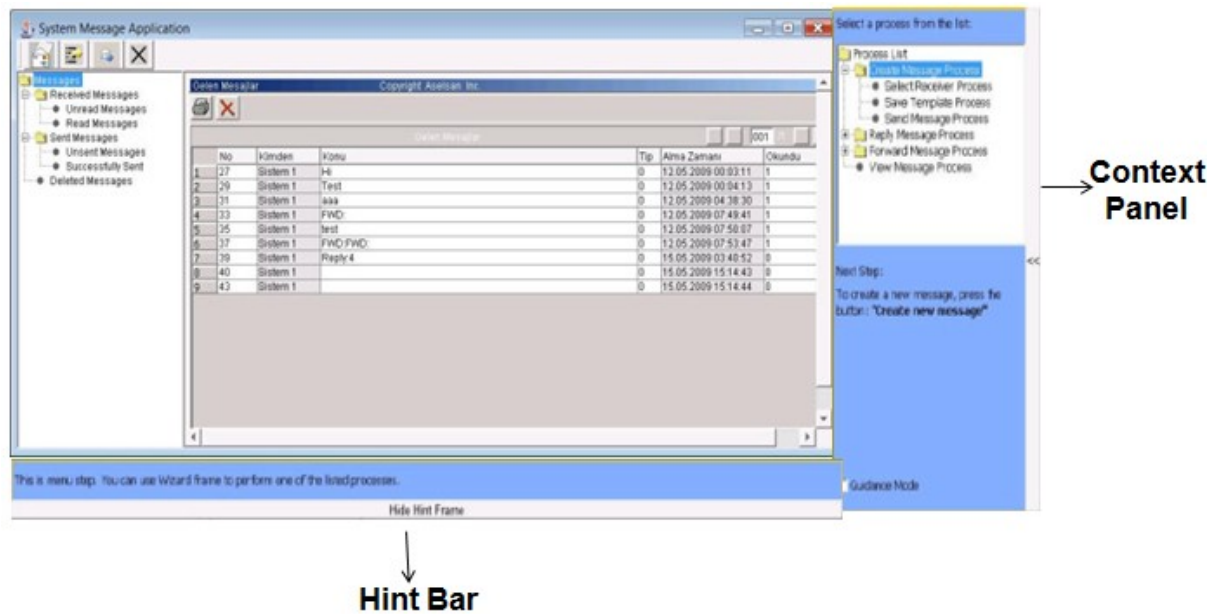 System Message Application
Select a process from the list:
Messages
Received Messages
Unread Messages
Read Messages
Sent Messages
Unsent Messages
Successfully Sent
Deleted Messages
Gelen Mesajlar Copyright Aselsan Inc.
Gelen Mesajlar 001
No Kimden Konu Tip Alma Zamanı Okundu
1 27 Sistem 1 Hi 0 12.05.2009 00:03:11 1
2 29 Sistem 1 Test 0 12.05.2009 00:04:13 1
3 31 Sistem 1 aaa 0 12.05.2009 04:38:30 1
4 33 Sistem 1 FWD: 0 12.05.2009 07:49:41 1
5 35 Sistem 1 test 0 12.05.2009 07:50:07 1
6 37 Sistem 1 FWD:FWD: 0 12.05.2009 07:53:47 1
7 39 Sistem 1 Reply:4 0 15.05.2009 03:40:52 0
8 40 Sistem 1 0 15.05.2009 15:14:43 0
9 43 Sistem 1 0 15.05.2009 15:14:44 0
Process List
Create Message Process
Select Receiver Process
Save Template Process
Send Message Process
Reply Message Process
Forward Message Process
View Message Process
<<
Next Step:
To create a new message, press the
button : "Create new message"
Guidance Mode
Context
Panel
This is menu step. You can use Wizard frame to perform one of the listed processes.
Hide Hint Frame
Hint Bar